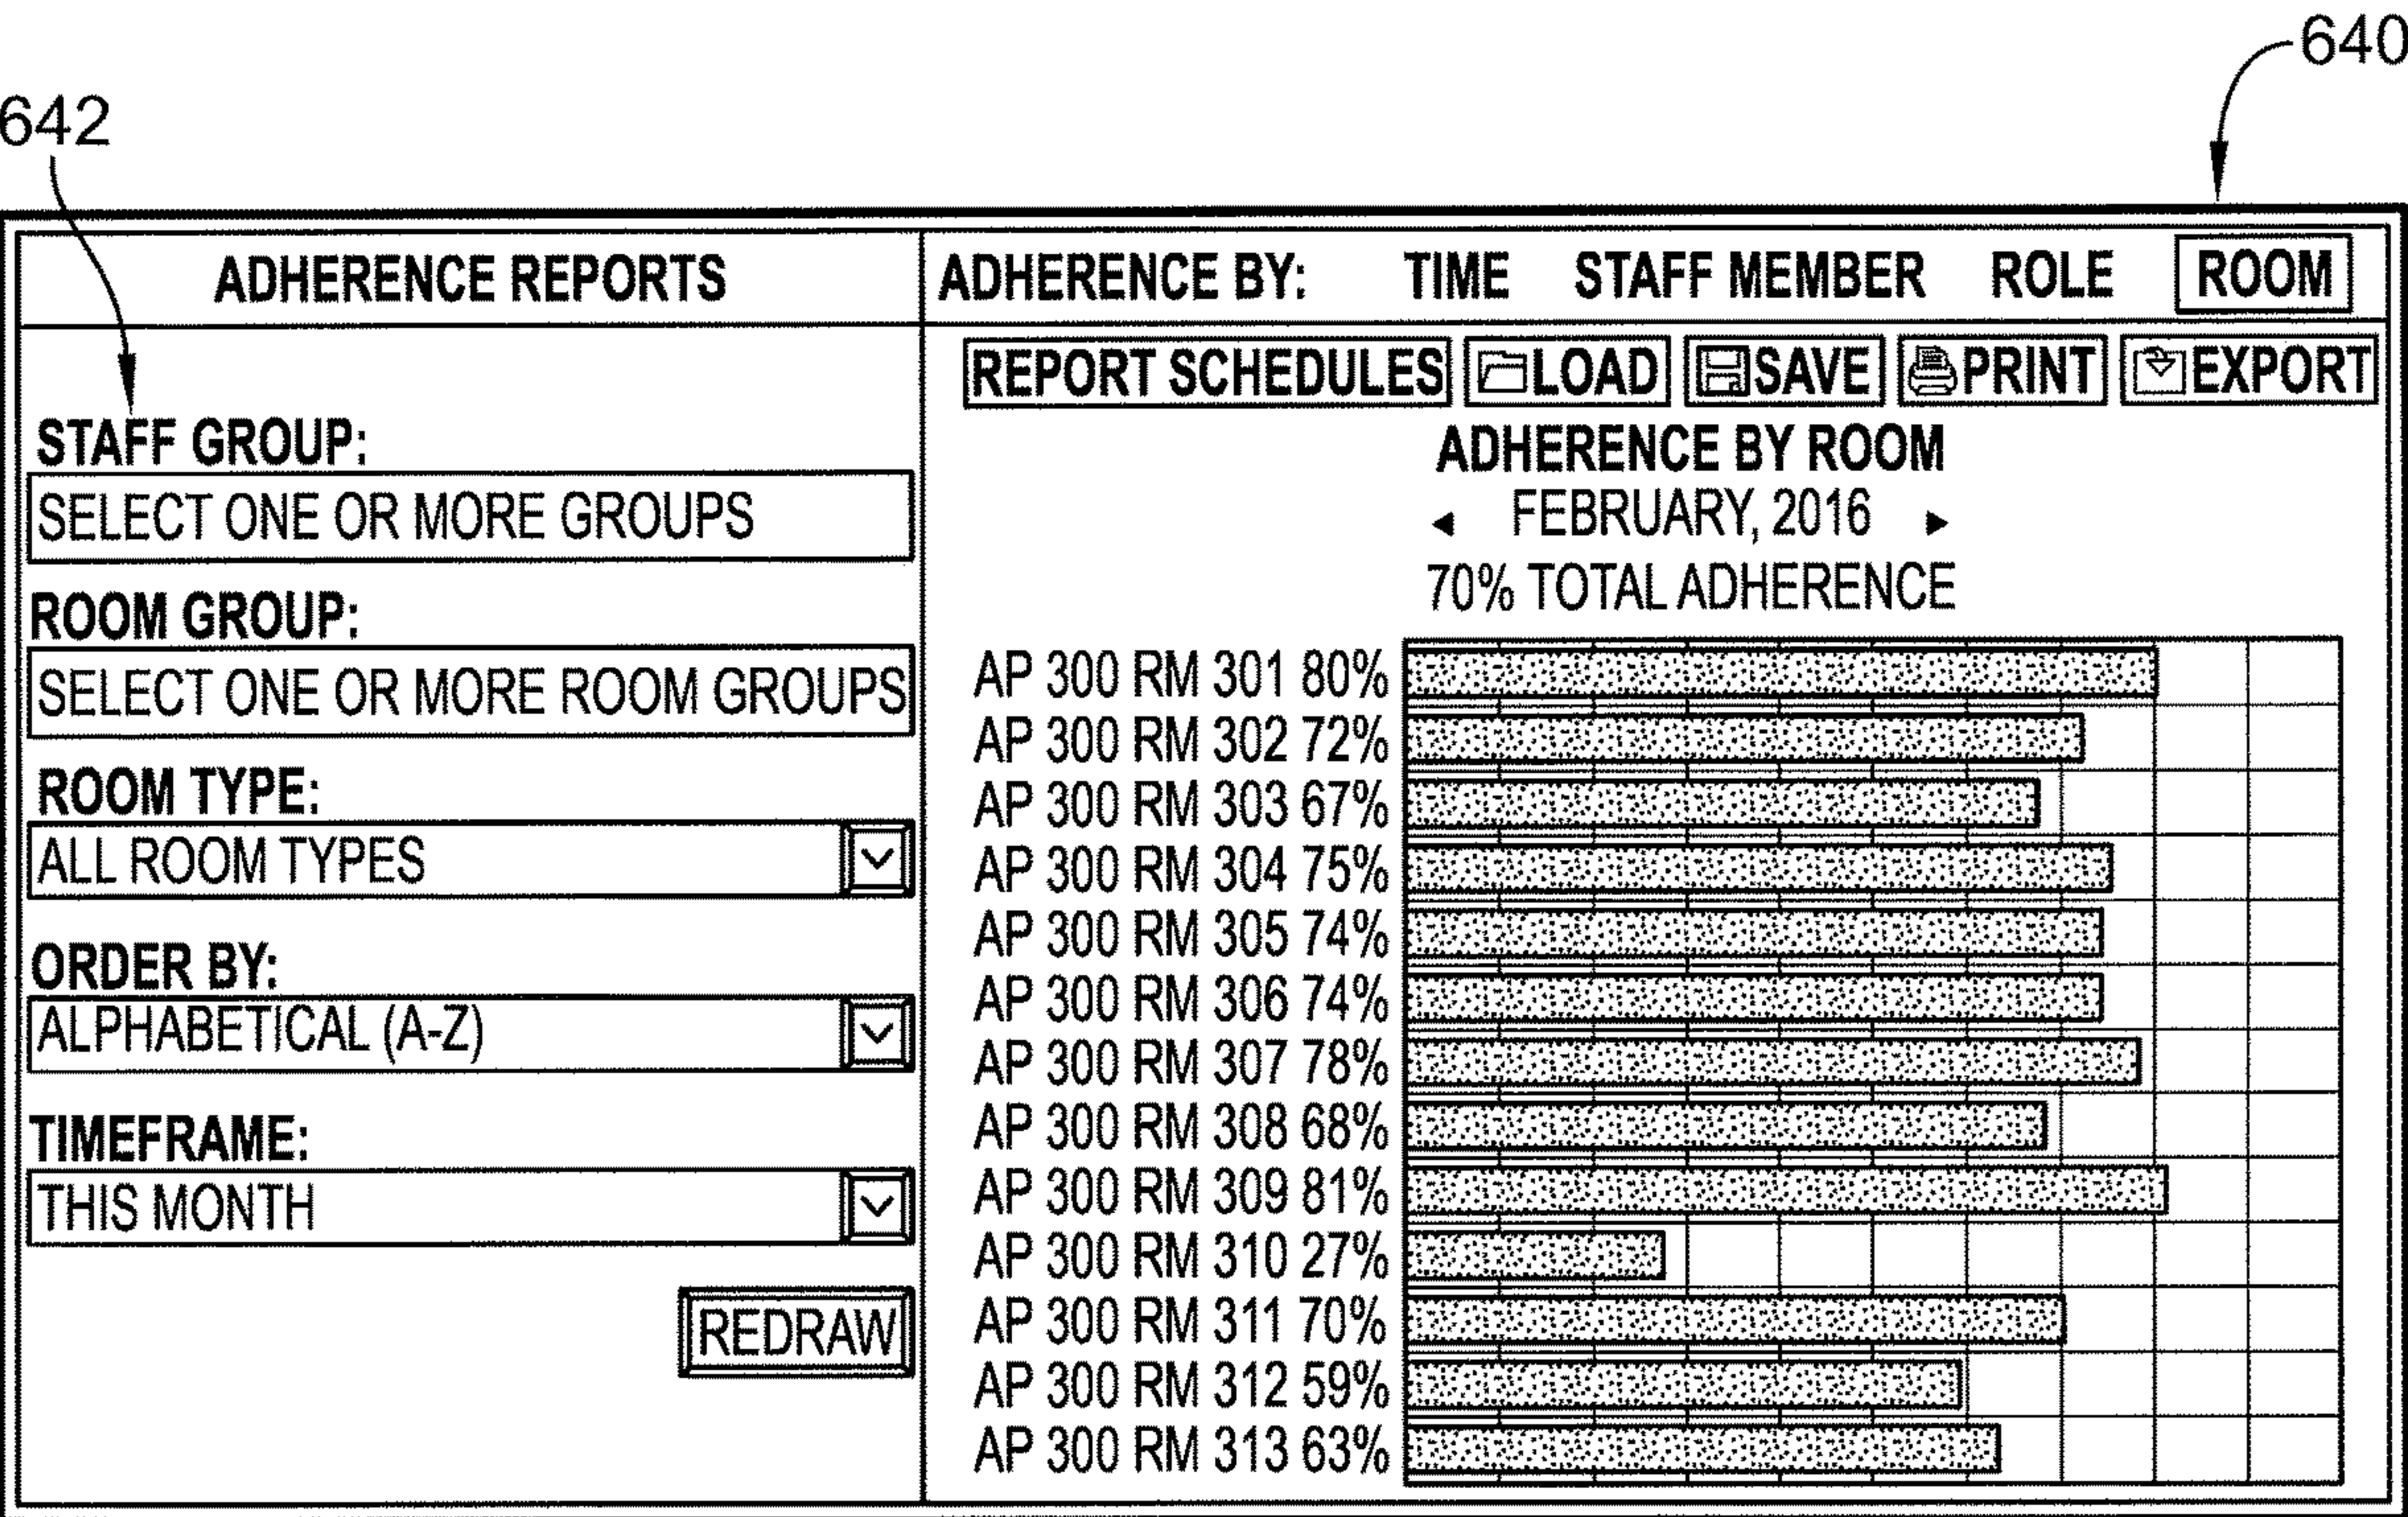 640
642
ADHERENCE REPORTS
ADHERENCE BY: TIME STAFF MEMBER ROLE ROOM
REPORT SCHEDULES LOAD SAVE PRINT EXPORT
STAFF GROUP:
SELECT ONE OR MORE GROUPS
ROOM GROUP:
SELECT ONE OR MORE ROOM GROUPS
ROOM TYPE:
ALL ROOM TYPES
ORDER BY:
ALPHABETICAL (A-Z)
TIMEFRAME:
THIS MONTH
REDRAW
ADHERENCE BY ROOM
FEBRUARY, 2016
70% TOTAL ADHERENCE
AP 300 RM 301 80%
AP 300 RM 302 72%
AP 300 RM 303 67%
AP 300 RM 304 75%
AP 300 RM 305 74%
AP 300 RM 306 74%
AP 300 RM 307 78%
AP 300 RM 308 68%
AP 300 RM 309 81%
AP 300 RM 310 27%
AP 300 RM 311 70%
AP 300 RM 312 59%
AP 300 RM 313 63%